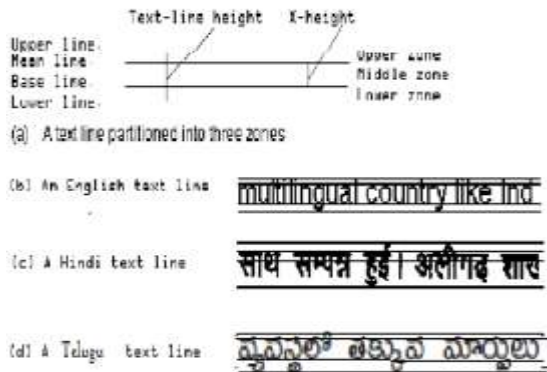 Text-line height X-height
Upper line.
Mean line Upper zone
Base line. Middle zone
Lower line. Lower zone
(a) A text line partitioned into three zones
(b) An English text line multilingual country like Ind
(c) A Hindi text line साथ सम्पन्न हुई। अलीगढ़ शाख
(d) A Telugu text line తక్కువ మార్కులు